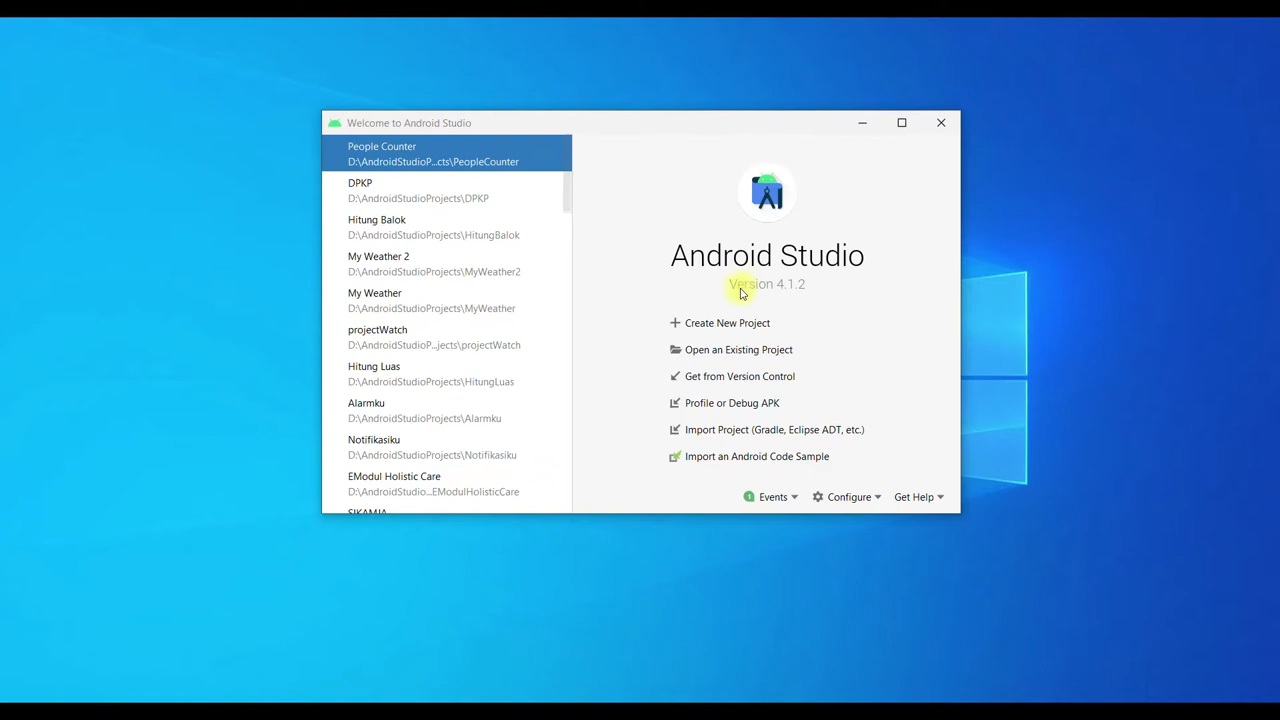 Welcome to Android Studio
People Counter
D:\AndroidStudioP...cts\PeopleCounter
DPKP
D:\AndroidStudioProjects\DPKP
Hitung Balok
D:\AndroidStudioProjects\HitungBalok
My Weather 2
D:\AndroidStudioProjects\MyWeather2
My Weather
D:\AndroidStudioProjects\MyWeather
projectWatch
D:\AndroidStudioP...jects\projectWatch
Hitung Luas
D:\AndroidStudioProjects\HitungLuas
Alarmku
D:\AndroidStudioProjects\Alarmku
Notifikasiku
D:\AndroidStudioProjects\Notifikasiku
EModul Holistic Care
D:\AndroidStudio...EModulHolisticCare
SIKAMJA
Android Studio
Version 4.1.2
Create New Project
Open an Existing Project
Get from Version Control
Profile or Debug APK
Import Project (Gradle, Eclipse ADT, etc.)
Import an Android Code Sample
1 Events
Configure
Get Help